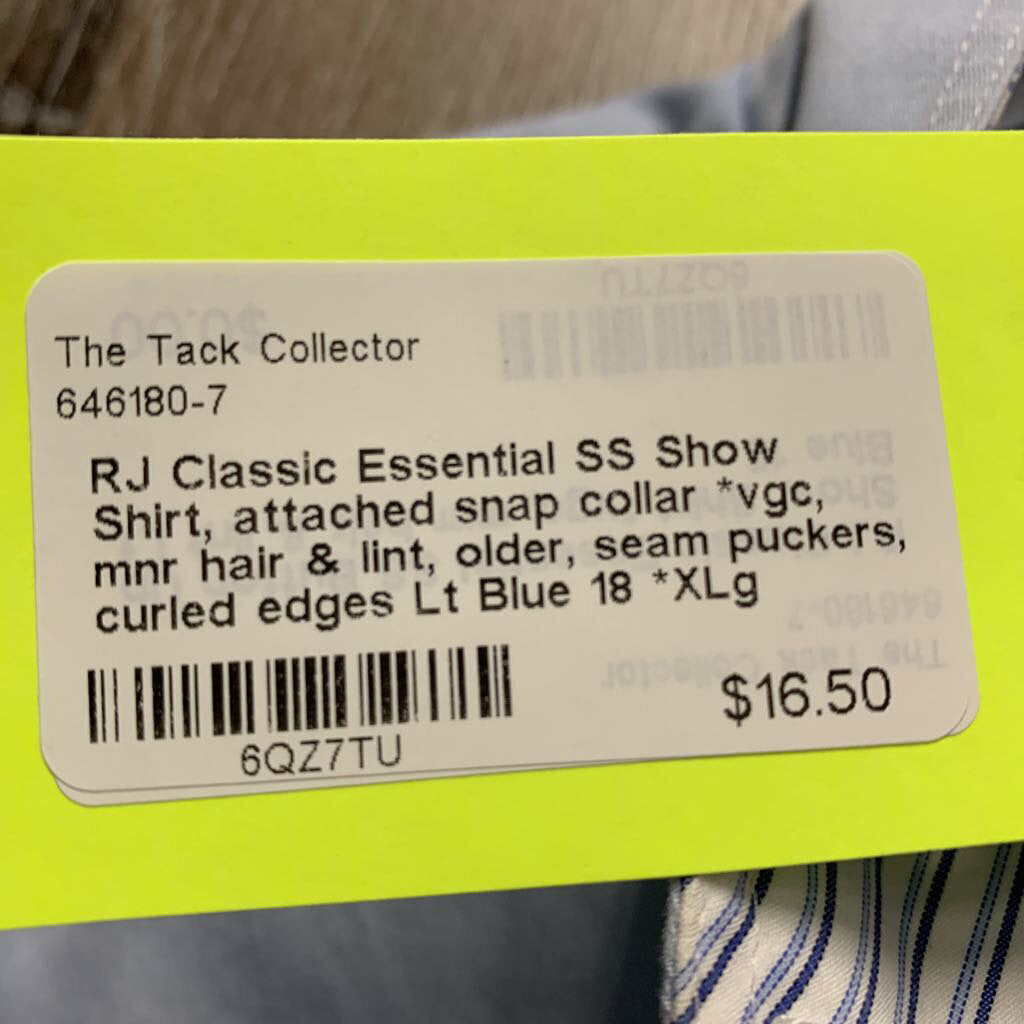 The Tack Collector
646180-7
RJ Classic Essential SS Show
Shirt, attached snap collar *vgc,
mnr hair & lint, older, seam puckers,
curled edges Lt Blue 18 *XLg
6QZ7TU
$16.50